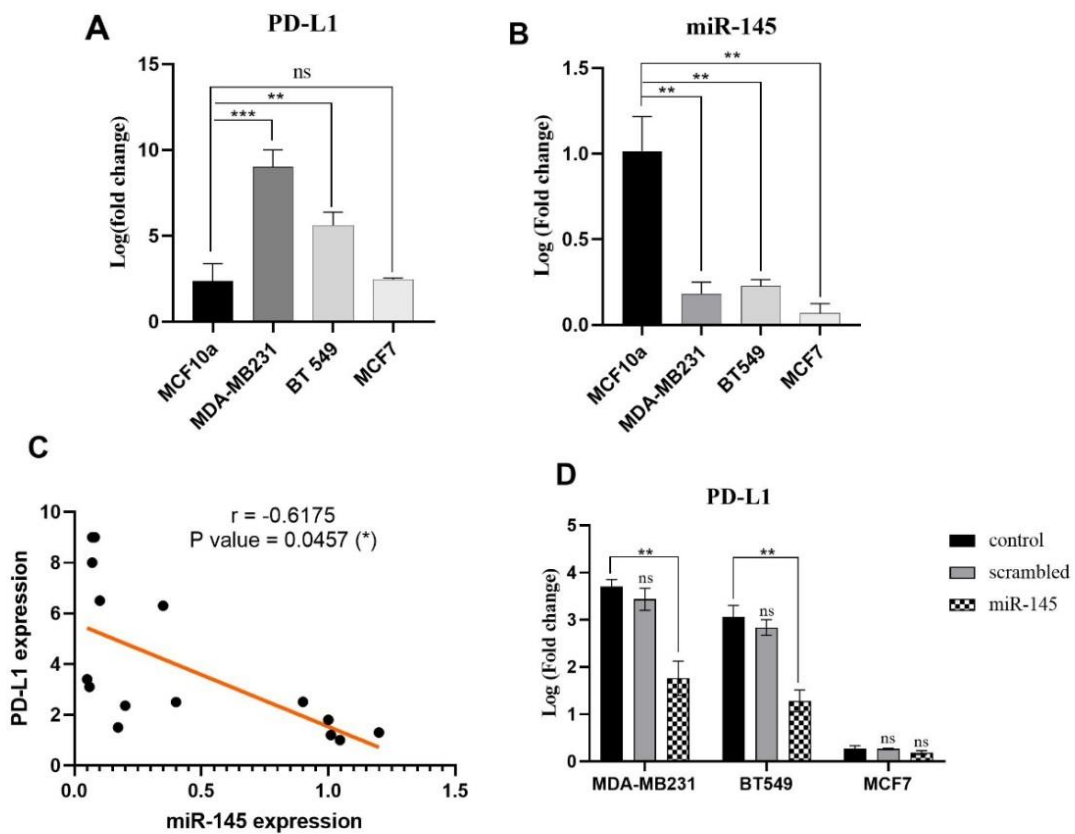 A
PD-L1
Log(fold change)
15
10
5
0
ns
**
***
MCF10a
MDA-MB231
BT 549
MCF7
B
miR-145
Log (Fold change)
1.5
1.0
0.5
0.0
**
**
**
MCF10a
MDA-MB231
BT549
MCF7
C
r = -0.6175
P value = 0.0457 (*)
PD-L1 expression
10
8
6
4
2
0
0.0
0.5
1.0
1.5
miR-145 expression
D
PD-L1
Log (Fold change)
5
4
3
2
1
0
**
ns
**
ns
ns
ns
MDA-MB231
BT549
MCF7
control
scrambled
miR-145